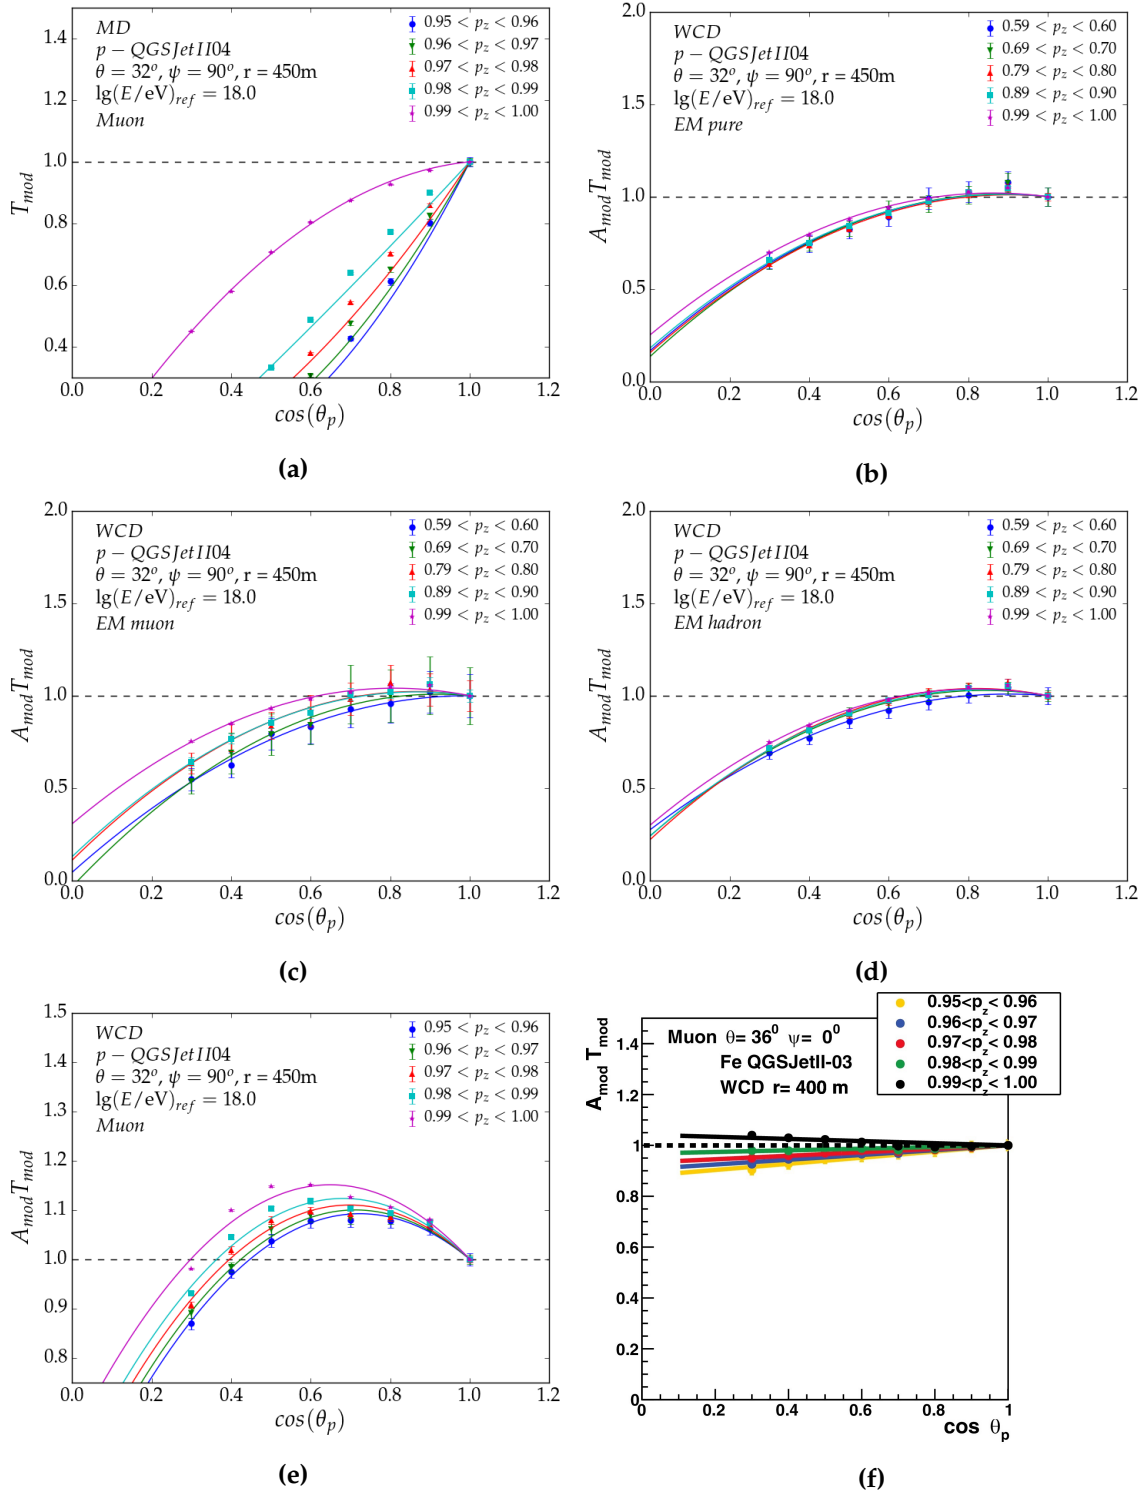 MD
p − QGSJetII04
θ = 32°, ψ = 90°, r = 450m
lg(E/eV)ref = 18.0
Muon
0.95 < pz < 0.96
0.96 < pz < 0.97
0.97 < pz < 0.98
0.98 < pz < 0.99
0.99 < pz < 1.00
Tmod
1.4
1.2
1.0
0.8
0.6
0.4
0.0 0.2 0.4 0.6 0.8 1.0 1.2
cos(θp)
(a)
WCD
p − QGSJetII04
θ = 32°, ψ = 90°, r = 450m
lg(E/eV)ref = 18.0
EM pure
0.59 < pz < 0.60
0.69 < pz < 0.70
0.79 < pz < 0.80
0.89 < pz < 0.90
0.99 < pz < 1.00
AmodTmod
2.0
1.5
1.0
0.5
0.0
0.0 0.2 0.4 0.6 0.8 1.0 1.2
cos(θp)
(b)
WCD
p − QGSJetII04
θ = 32°, ψ = 90°, r = 450m
lg(E/eV)ref = 18.0
EM muon
0.59 < pz < 0.60
0.69 < pz < 0.70
0.79 < pz < 0.80
0.89 < pz < 0.90
0.99 < pz < 1.00
AmodTmod
2.0
1.5
1.0
0.5
0.0
0.0 0.2 0.4 0.6 0.8 1.0 1.2
cos(θp)
(c)
WCD
p − QGSJetII04
θ = 32°, ψ = 90°, r = 450m
lg(E/eV)ref = 18.0
EM hadron
0.59 < pz < 0.60
0.69 < pz < 0.70
0.79 < pz < 0.80
0.89 < pz < 0.90
0.99 < pz < 1.00
AmodTmod
2.0
1.5
1.0
0.5
0.0
0.0 0.2 0.4 0.6 0.8 1.0 1.2
cos(θp)
(d)
WCD
p − QGSJetII04
θ = 32°, ψ = 90°, r = 450m
lg(E/eV)ref = 18.0
Muon
0.95 < pz < 0.96
0.96 < pz < 0.97
0.97 < pz < 0.98
0.98 < pz < 0.99
0.99 < pz < 1.00
AmodTmod
1.5
1.4
1.3
1.2
1.1
1.0
0.9
0.8
0.0 0.2 0.4 0.6 0.8 1.0 1.2
cos(θp)
(e)
0.95<pz< 0.96
0.96<pz< 0.97
0.97<pz< 0.98
0.98<pz< 0.99
0.99<pz< 1.00
Muon θ= 36⁰ ψ= 0⁰
Fe QGSJetII-03
WCD r= 400 m
Amod Tmod
1.4
1.2
1
0.8
0.6
0.4
0.2
0
0 0.2 0.4 0.6 0.8 1
cos θp
(f)